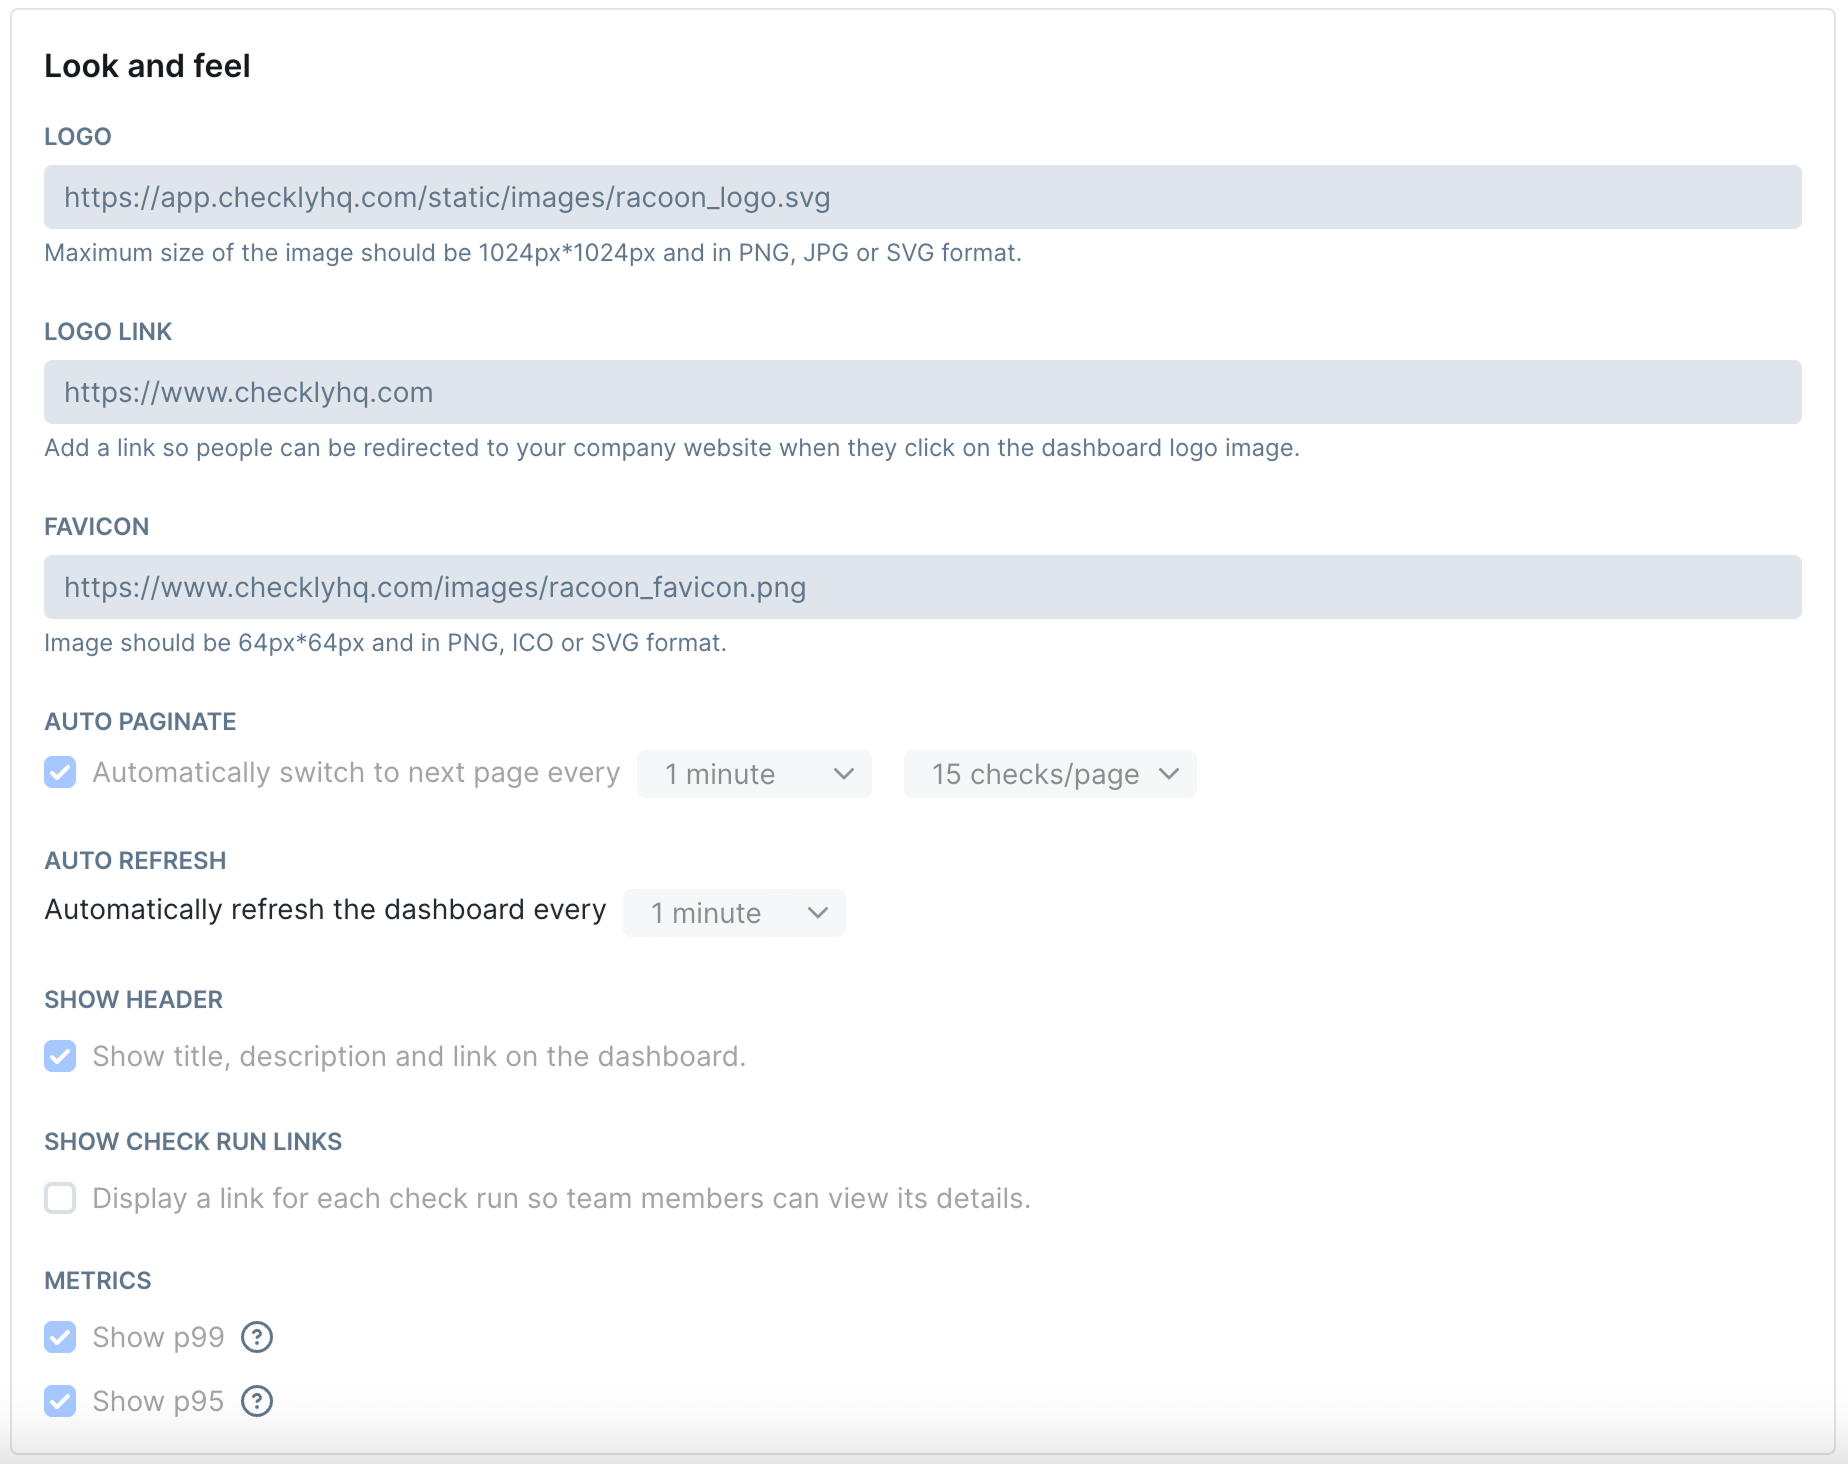 Look and feel
LOGO
https://app.checklyhq.com/static/images/racoon_logo.svg
Maximum size of the image should be 1024px*1024px and in PNG, JPG or SVG format.
LOGO LINK
https://www.checklyhq.com
Add a link so people can be redirected to your company website when they click on the dashboard logo image.
FAVICON
https://www.checklyhq.com/images/racoon_favicon.png
Image should be 64px*64px and in PNG, ICO or SVG format.
AUTO PAGINATE
Automatically switch to next page every 1 minute 15 checks/page
AUTO REFRESH
Automatically refresh the dashboard every 1 minute
SHOW HEADER
Show title, description and link on the dashboard.
SHOW CHECK RUN LINKS
Display a link for each check run so team members can view its details.
METRICS
Show p99 ?
Show p95 ?